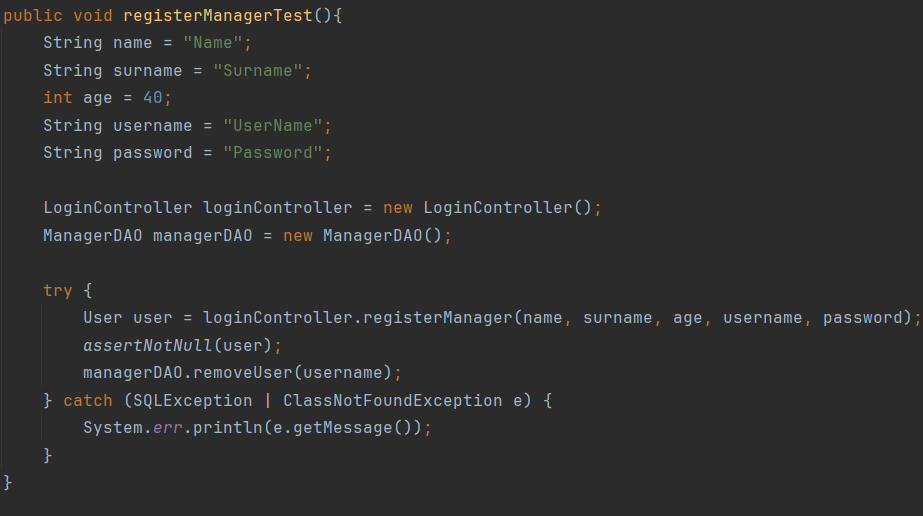 public void registerManagerTest(){
    String name = "Name";
    String surname = "Surname";
    int age = 40;
    String username = "UserName";
    String password = "Password";

    LoginController loginController = new LoginController();
    ManagerDAO managerDAO = new ManagerDAO();

    try {
        User user = loginController.registerManager(name, surname, age, username, password);
        assertNotNull(user);
        managerDAO.removeUser(username);
    } catch (SQLException | ClassNotFoundException e) {
        System.err.println(e.getMessage());
    }
}